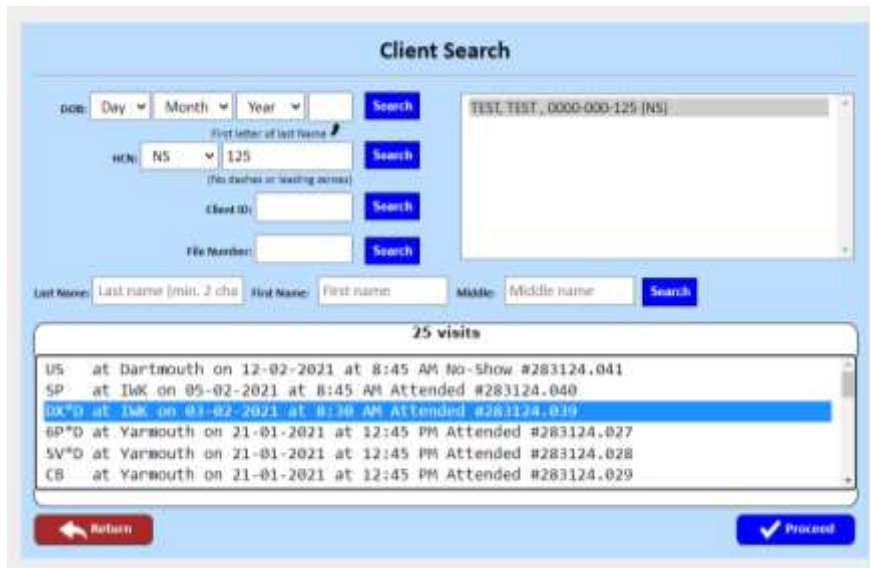 Client Search
DOB: Day Month Year Search
First letter of last Name
HCN: NS 125 Search
(No dashes or leading zeroes)
Client ID: Search
File Number: Search
TEST, TEST , 0000-000-125 [NS]
Last Name: Last name (min. 2 cha First Name: First name Middle: Middle name Search
25 visits
US at Dartmouth on 12-02-2021 at 8:45 AM No-Show #283124.041
SP at IWK on 05-02-2021 at 8:45 AM Attended #283124.040
DX*D at IWK on 03-02-2021 at 8:30 AM Attended #283124.039
6P*D at Yarmouth on 21-01-2021 at 12:45 PM Attended #283124.027
5V*D at Yarmouth on 21-01-2021 at 12:45 PM Attended #283124.028
CB at Yarmouth on 21-01-2021 at 12:45 PM Attended #283124.029
Return Proceed